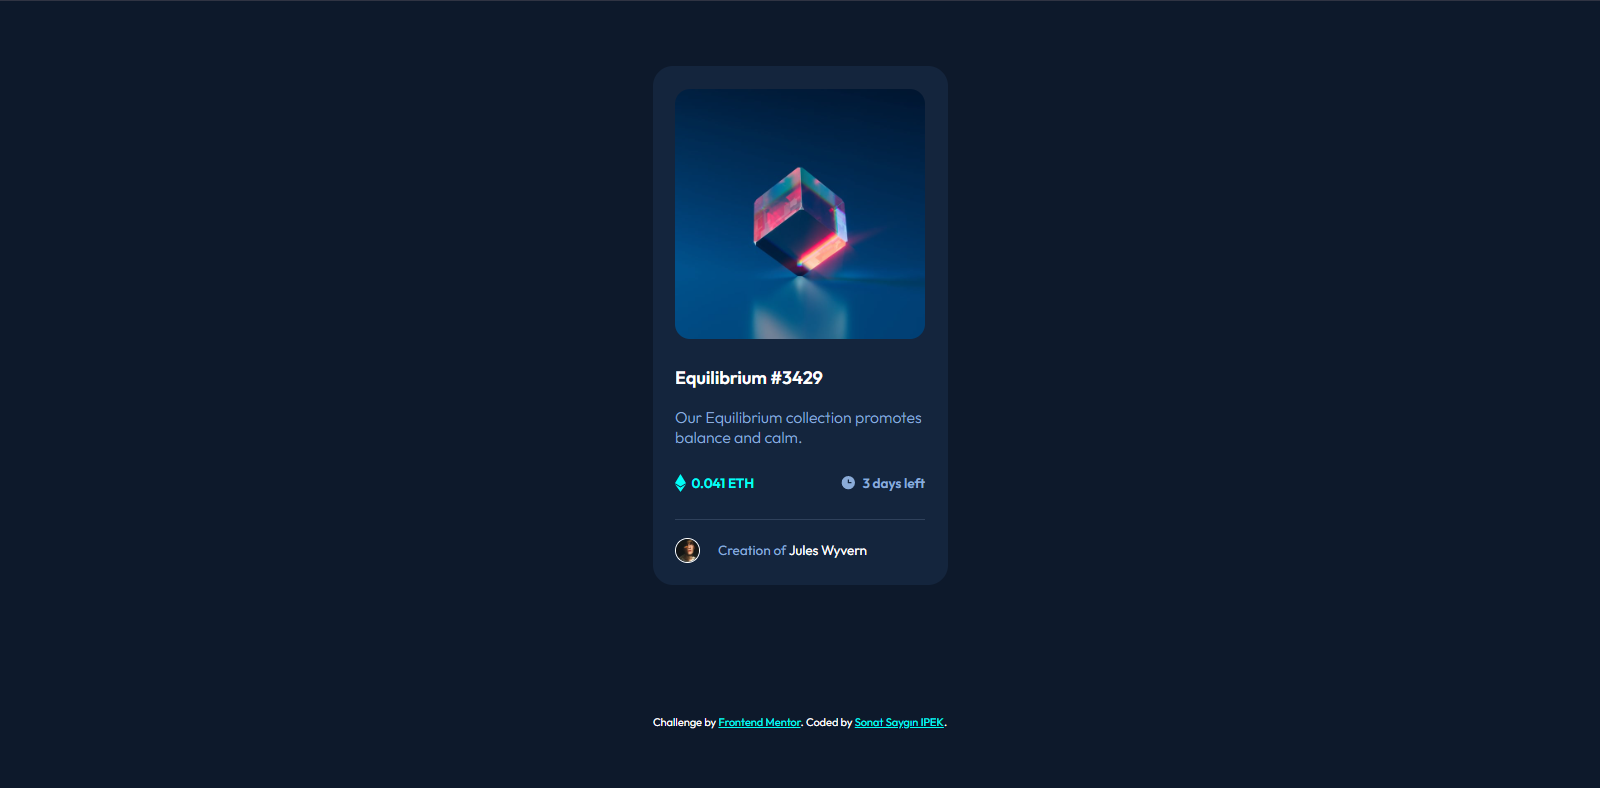 Equilibrium #3429
Our Equilibrium collection promotes
balance and calm.
0.041 ETH 3 days left
Creation of Jules Wyvern
Challenge by Frontend Mentor. Coded by Sonat Saygın IPEK.